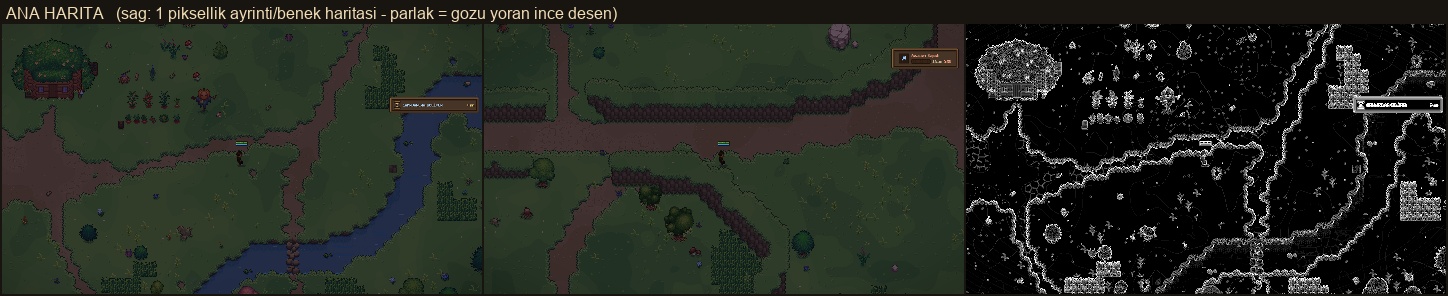 ANA HARITA (sag: 1 piksellik ayrinti/benek haritasi - parlak = gozu yoran ince desen)